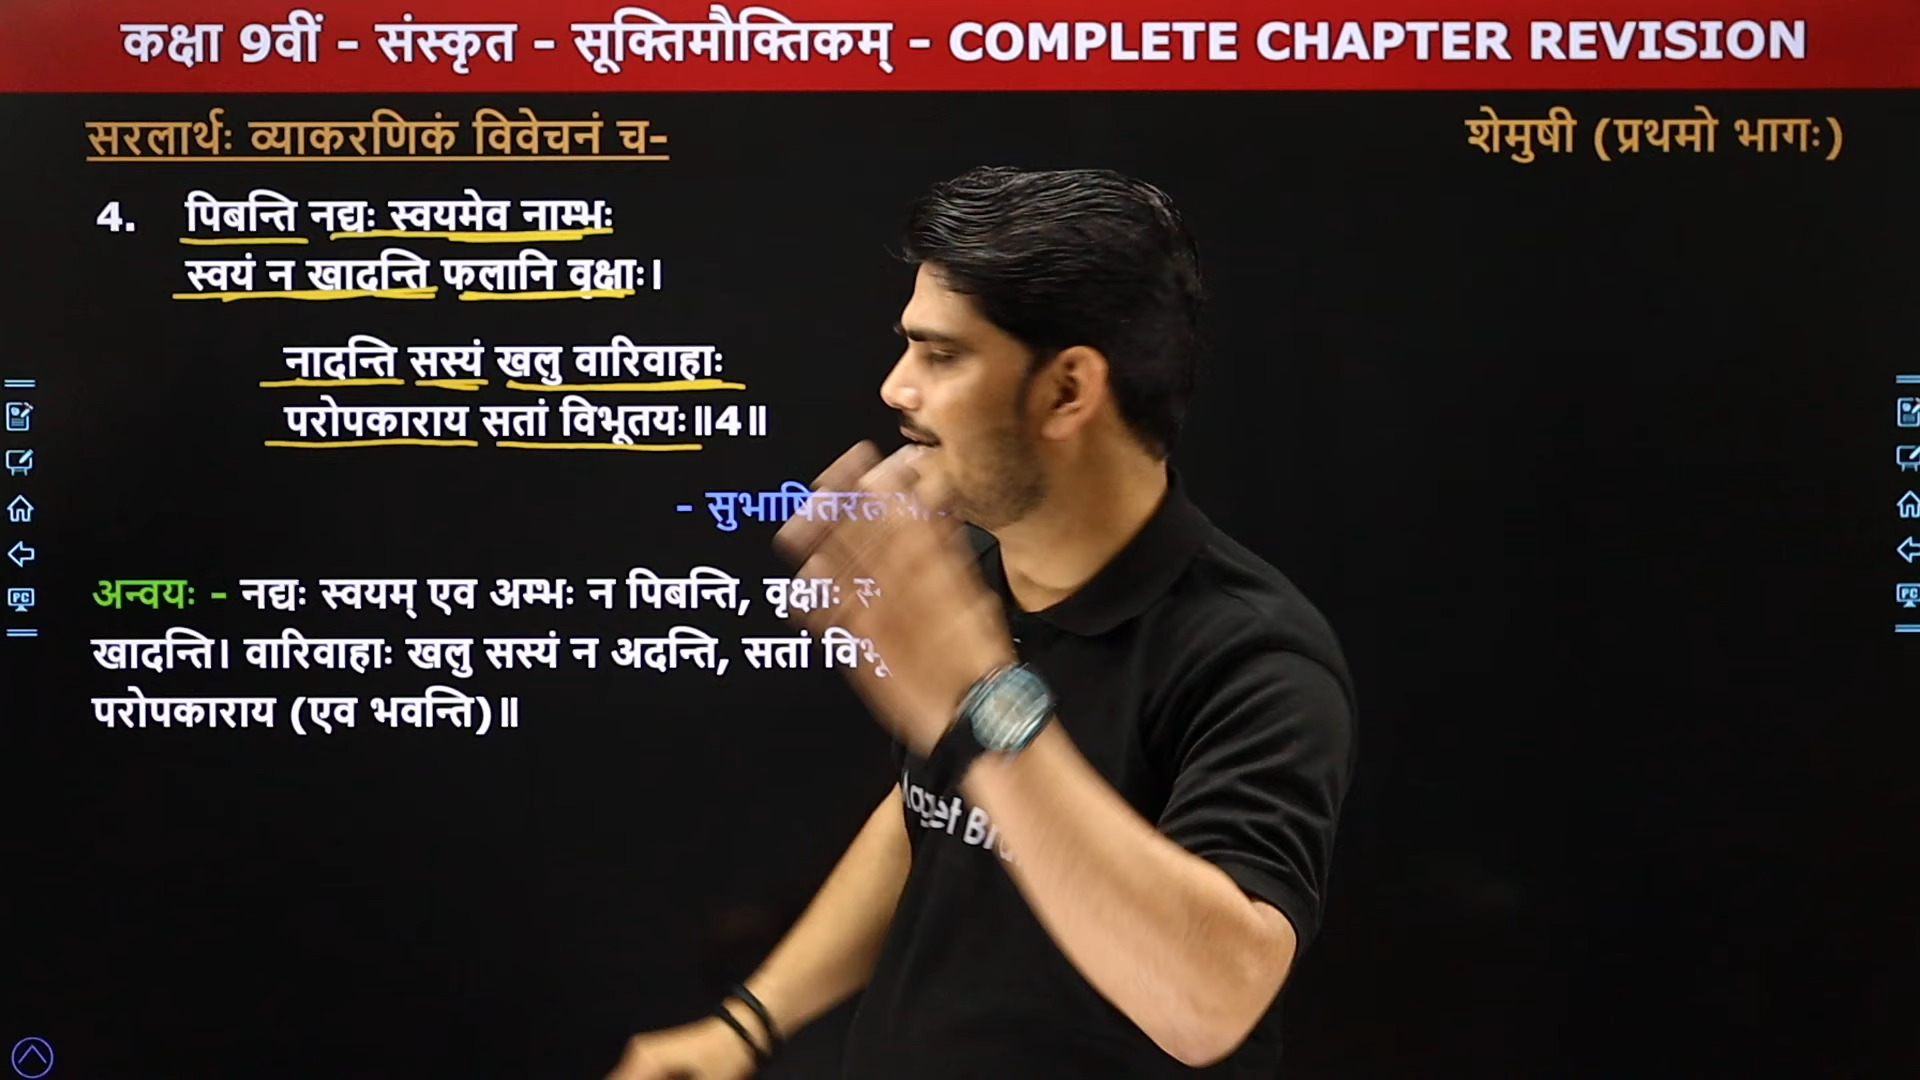 कक्षा 9वीं - संस्कृत - सूक्तिमौक्तिकम् - COMPLETE CHAPTER REVISION
सरलार्थः व्याकरणिकं विवेचनं च-
शेमुषी (प्रथमो भागः)
4. पिबन्ति नद्यः स्वयमेव नाम्भः
स्वयं न खादन्ति फलानि वृक्षाः।
नादन्ति सस्यं खलु वारिवाहाः
परोपकाराय सतां विभूतयः॥4॥
अन्वयः - नद्यः स्वयम् एव अम्भः न पिबन्ति, वृक्षाः
खादन्ति। वारिवाहाः खलु सस्यं न अदन्ति, सतां
परोपकाराय (एव भवन्ति)॥
PC
PC